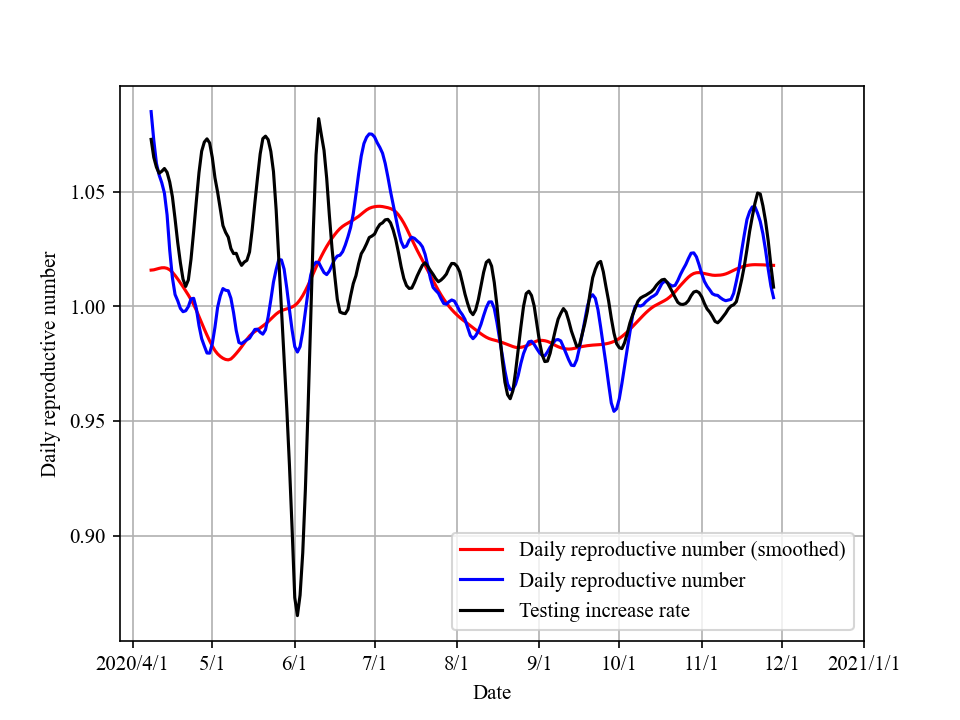 Daily reproductive number
1.05
1.00
0.95
0.90
Daily reproductive number (smoothed)
Daily reproductive number
Testing increase rate
2020/4/1 5/1 6/1 7/1 8/1 9/1 10/1 11/1 12/1 2021/1/1
Date